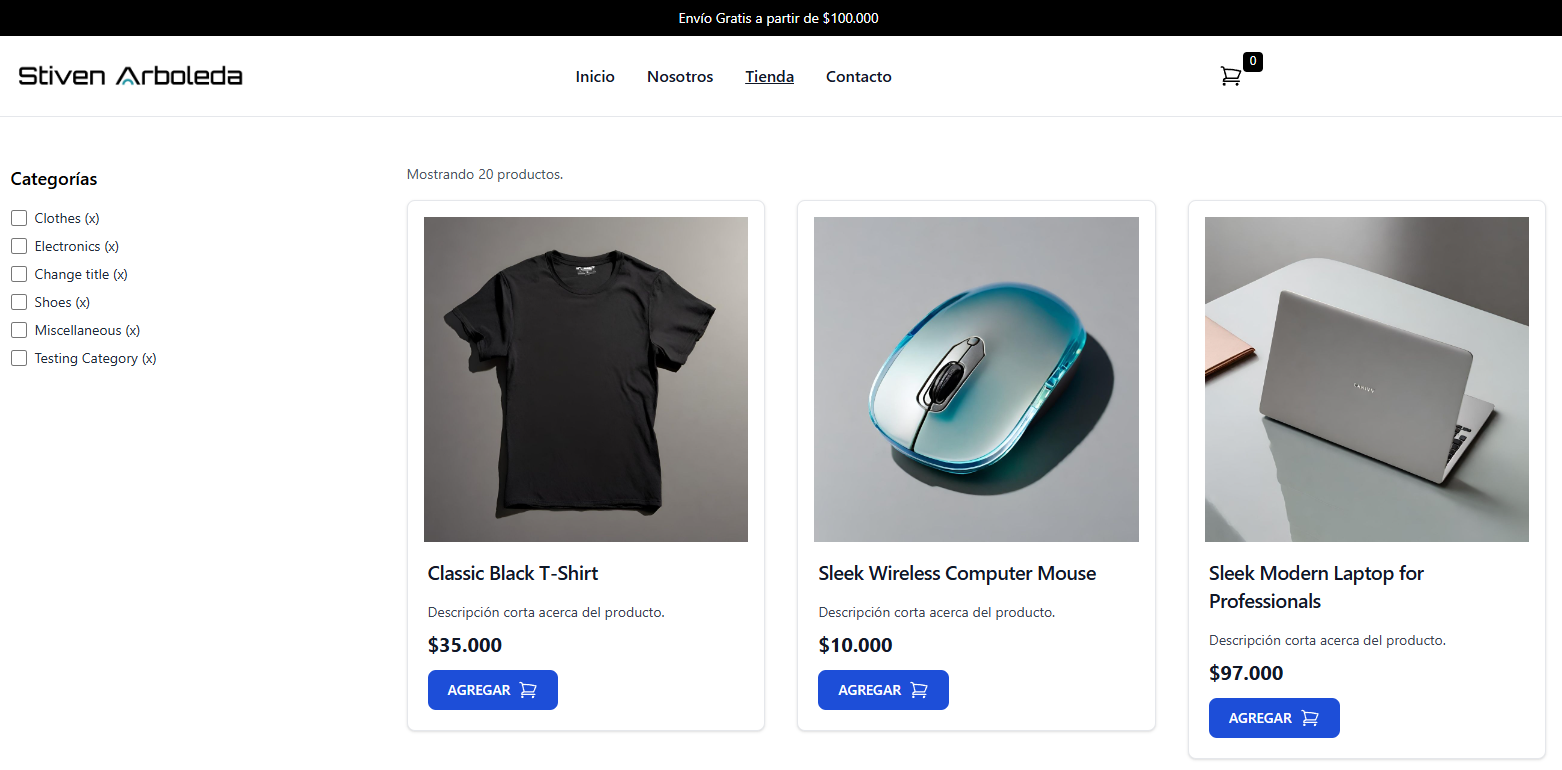 Envío Gratis a partir de $100.000
Stiven Arboleda
Inicio Nosotros Tienda Contacto
0
Categorías
Clothes (x)
Electronics (x)
Change title (x)
Shoes (x)
Miscellaneous (x)
Testing Category (x)
Mostrando 20 productos.
Classic Black T-Shirt
Descripción corta acerca del producto.
$35.000
AGREGAR
Sleek Wireless Computer Mouse
Descripción corta acerca del producto.
$10.000
AGREGAR
Sleek Modern Laptop for
Professionals
Descripción corta acerca del producto.
$97.000
AGREGAR